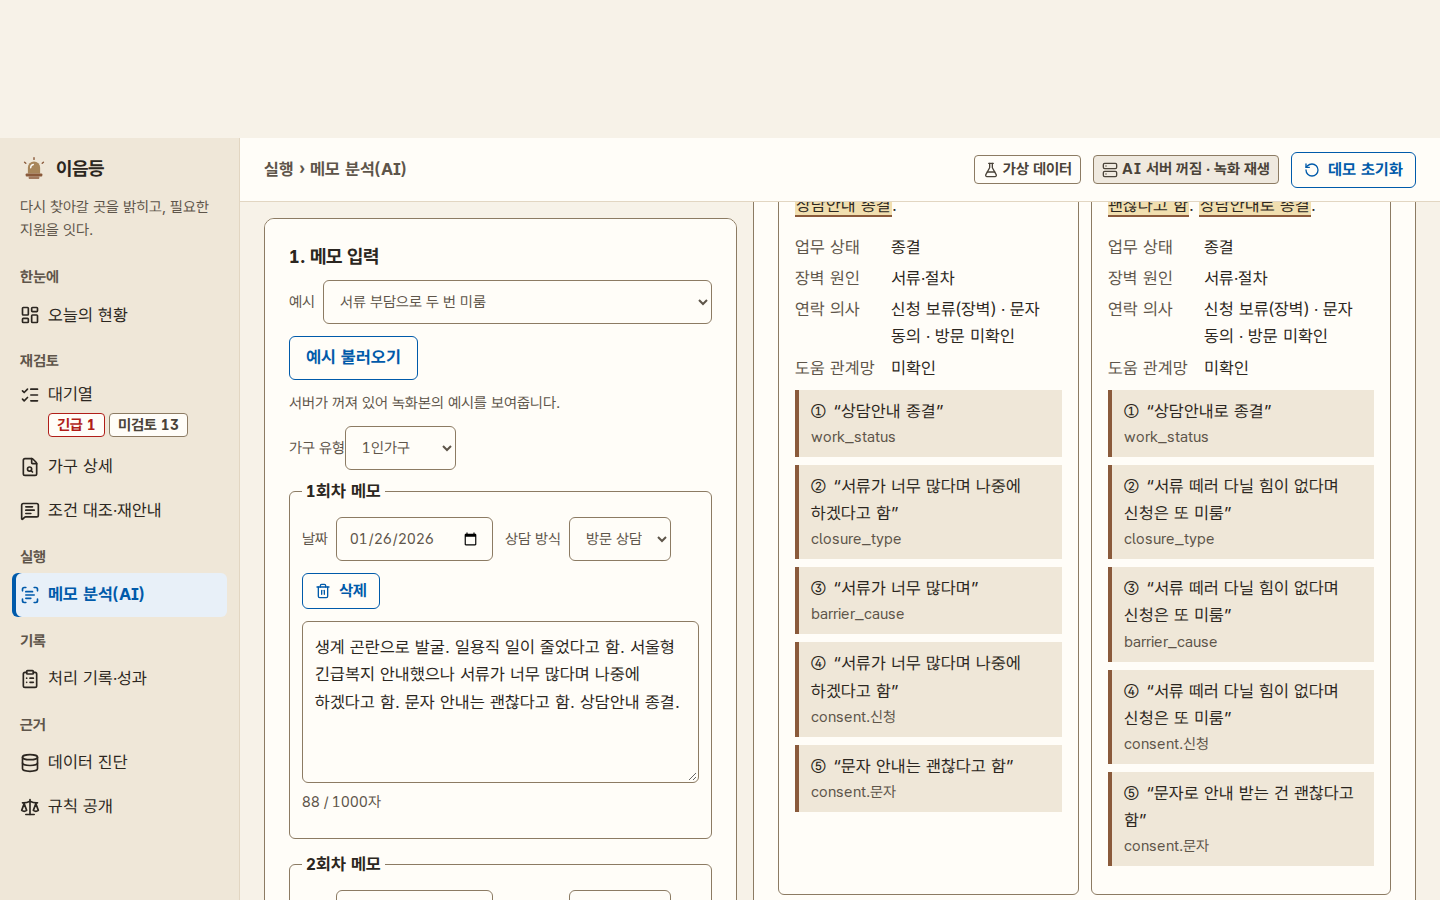 이음등
다시 찾아갈 곳을 밝히고, 필요한
지원을 잇다.
한눈에
오늘의 현황
재검토
대기열
긴급 1
미검토 13
가구 상세
조건 대조·재안내
실행
메모 분석(AI)
기록
처리 기록·성과
근거
데이터 진단
규칙 공개
실행 › 메모 분석(AI)
가상 데이터
AI 서버 꺼짐 · 녹화 재생
데모 초기화
1. 메모 입력
예시
서류 부담으로 두 번 미룸
예시 불러오기
서버가 꺼져 있어 녹화본의 예시를 보여줍니다.
가구 유형
1인가구
1회차 메모
날짜
01/26/2026
상담 방식
방문 상담
삭제
생계 곤란으로 발굴. 일용직 일이 줄었다고 함. 서울형
긴급복지 안내했으나 서류가 너무 많다며 나중에
하겠다고 함. 문자 안내는 괜찮다고 함. 상담안내 종결.
88 / 1000자
2회차 메모
상담안내 종결.
업무 상태
종결
장벽 원인
서류·절차
연락 의사
신청 보류(장벽) · 문자
동의 · 방문 미확인
도움 관계망
미확인
① “상담안내 종결”
work_status
② “서류가 너무 많다며 나중에
하겠다고 함”
closure_type
③ “서류가 너무 많다며”
barrier_cause
④ “서류가 너무 많다며 나중에
하겠다고 함”
consent.신청
⑤ “문자 안내는 괜찮다고 함”
consent.문자
괜찮다고 함. 상담안내로 종결.
업무 상태
종결
장벽 원인
서류·절차
연락 의사
신청 보류(장벽) · 문자
동의 · 방문 미확인
도움 관계망
미확인
① “상담안내로 종결”
work_status
② “서류 떼러 다닐 힘이 없다며
신청은 또 미룸”
closure_type
③ “서류 떼러 다닐 힘이 없다며
신청은 또 미룸”
barrier_cause
④ “서류 떼러 다닐 힘이 없다며
신청은 또 미룸”
consent.신청
⑤ “문자로 안내 받는 건 괜찮다고
함”
consent.문자